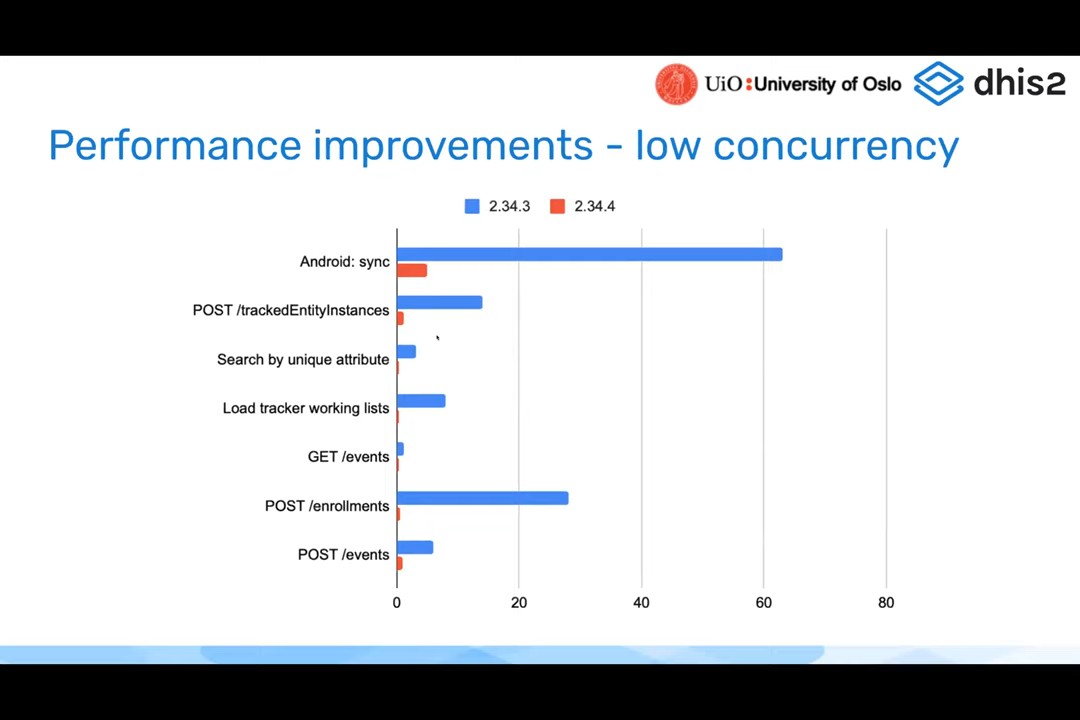 UiO:University of Oslo dhis2
Performance improvements - low concurrency
2.34.3 2.34.4
Android: sync
POST /trackedEntityInstances
Search by unique attribute
Load tracker working lists
GET /events
POST /enrollments
POST /events
0 20 40 60 80